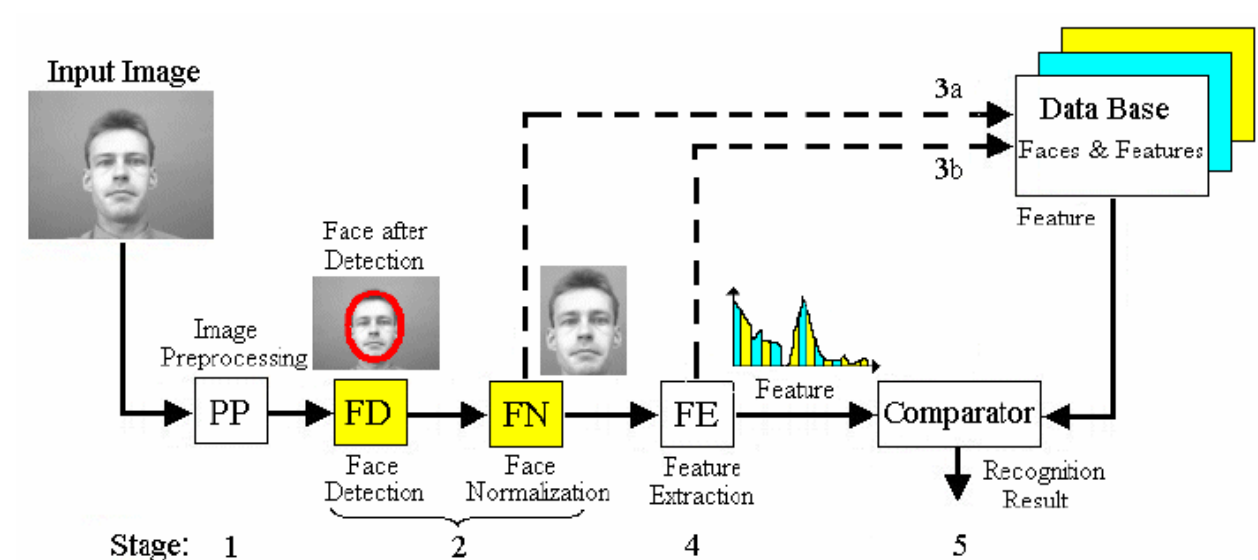 Input Image
3a
Data Base
Faces & Features
3b
Feature
Face after
Detection
Image
Preprocessing
Feature
PP
FD
FN
FE
Comparator
Face
Detection
Face
Normalization
Feature
Extraction
Recognition
Result
Stage: 1 2 4 5